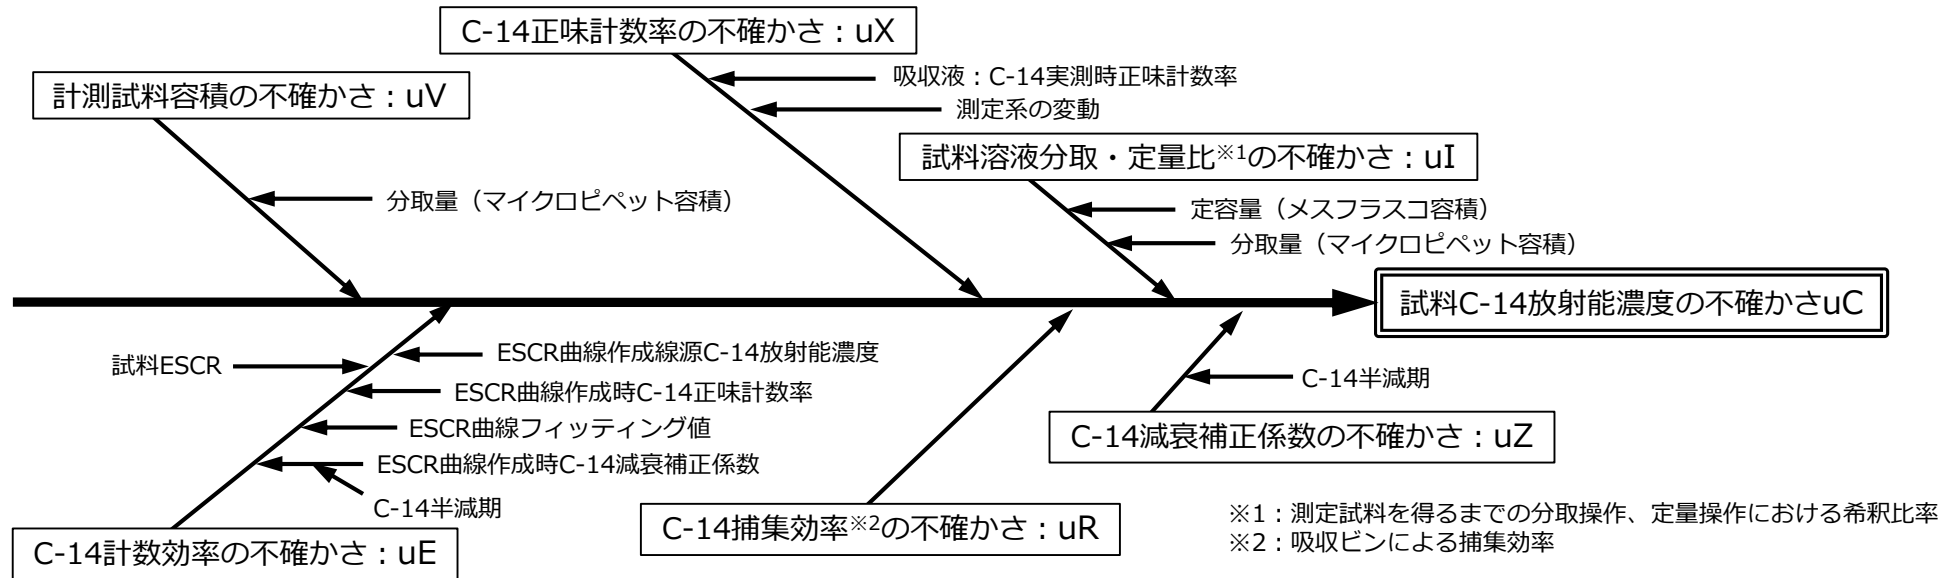 C-14正味計数率の不確かさ：uX
吸収液：C-14実測時正味計数率
測定系の変動
計測試料容積の不確かさ：uV
分取量（マイクロピペット容積）
試料溶液分取・定量比※1の不確かさ：uI
定容量（メスフラスコ容積）
分取量（マイクロピペット容積）
試料C-14放射能濃度の不確かさuC
試料ESCR
ESCR曲線作成線源C-14放射能濃度
ESCR曲線作成時C-14正味計数率
ESCR曲線フィッティング値
ESCR曲線作成時C-14減衰補正係数
C-14半減期
C-14計数効率の不確かさ：uE
C-14捕集効率※2の不確かさ：uR
C-14半減期
C-14減衰補正係数の不確かさ：uZ
※1：測定試料を得るまでの分取操作、定量操作における希釈比率
※2：吸収ビンによる捕集効率